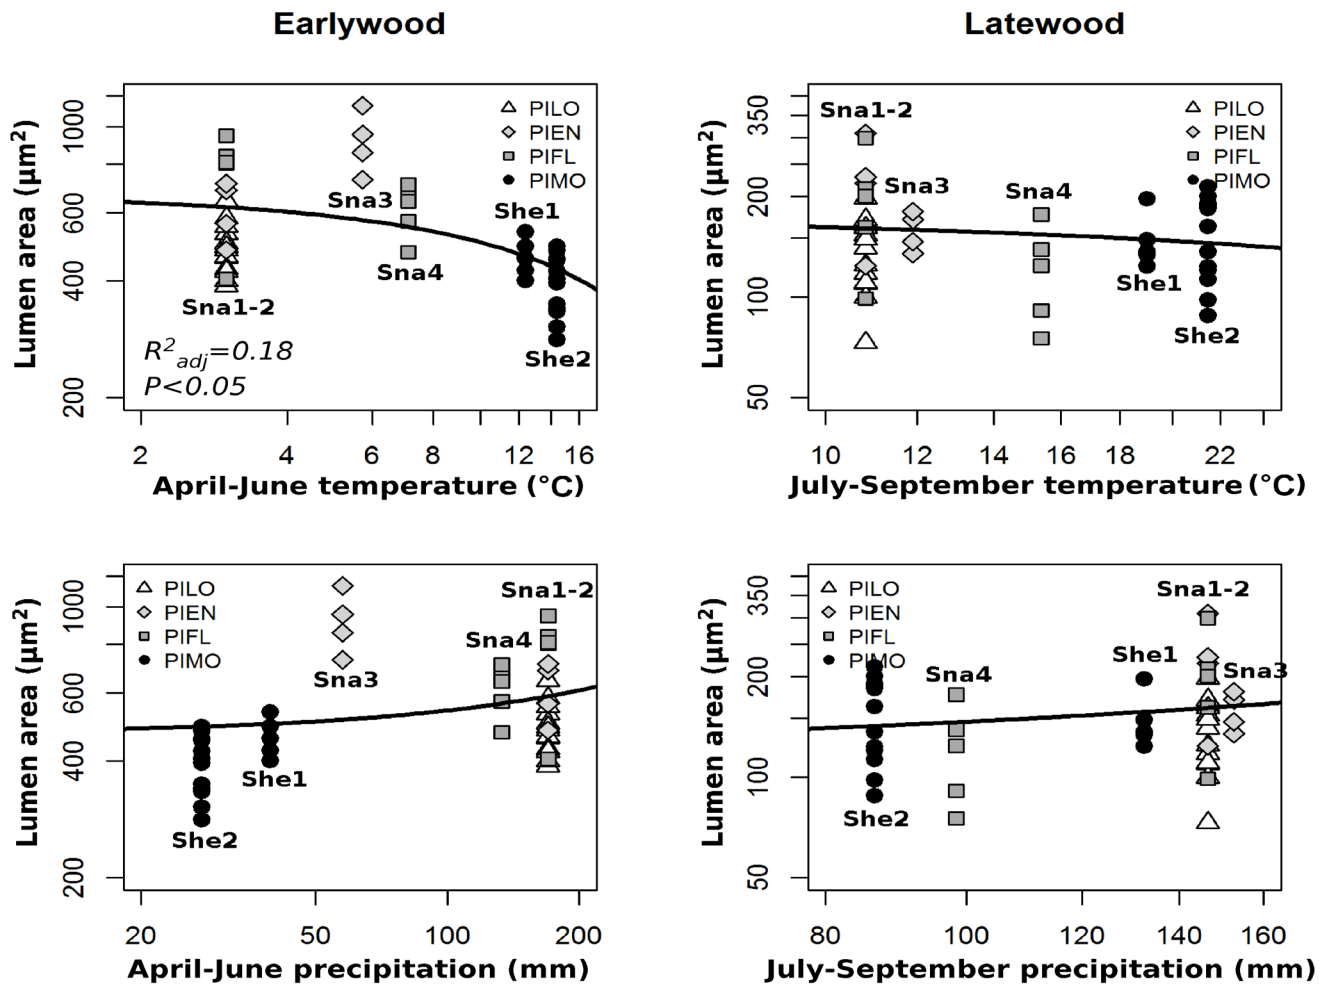 Earlywood
Latewood
Lumen area (µm²)
1000
600
400
200
PILO
PIEN
PIFL
PIMO
Sna3
She1
Sna4
Sna1-2
She2
R²adj=0.18
P<0.05
2 4 6 8 12 16
April-June temperature (°C)
Lumen area (µm²)
350
200
100
50
Sna1-2
PILO
PIEN
PIFL
PIMO
Sna3
Sna4
She1
She2
10 12 14 16 18 22
July-September temperature (°C)
Lumen area (µm²)
1000
600
400
200
PILO
PIEN
PIFL
PIMO
Sna1-2
Sna4
Sna3
She1
She2
20 50 100 200
April-June precipitation (mm)
Lumen area (µm²)
350
200
100
50
PILO
PIEN
PIFL
PIMO
Sna1-2
She1
Sna3
Sna4
She2
80 100 120 140 160
July-September precipitation (mm)